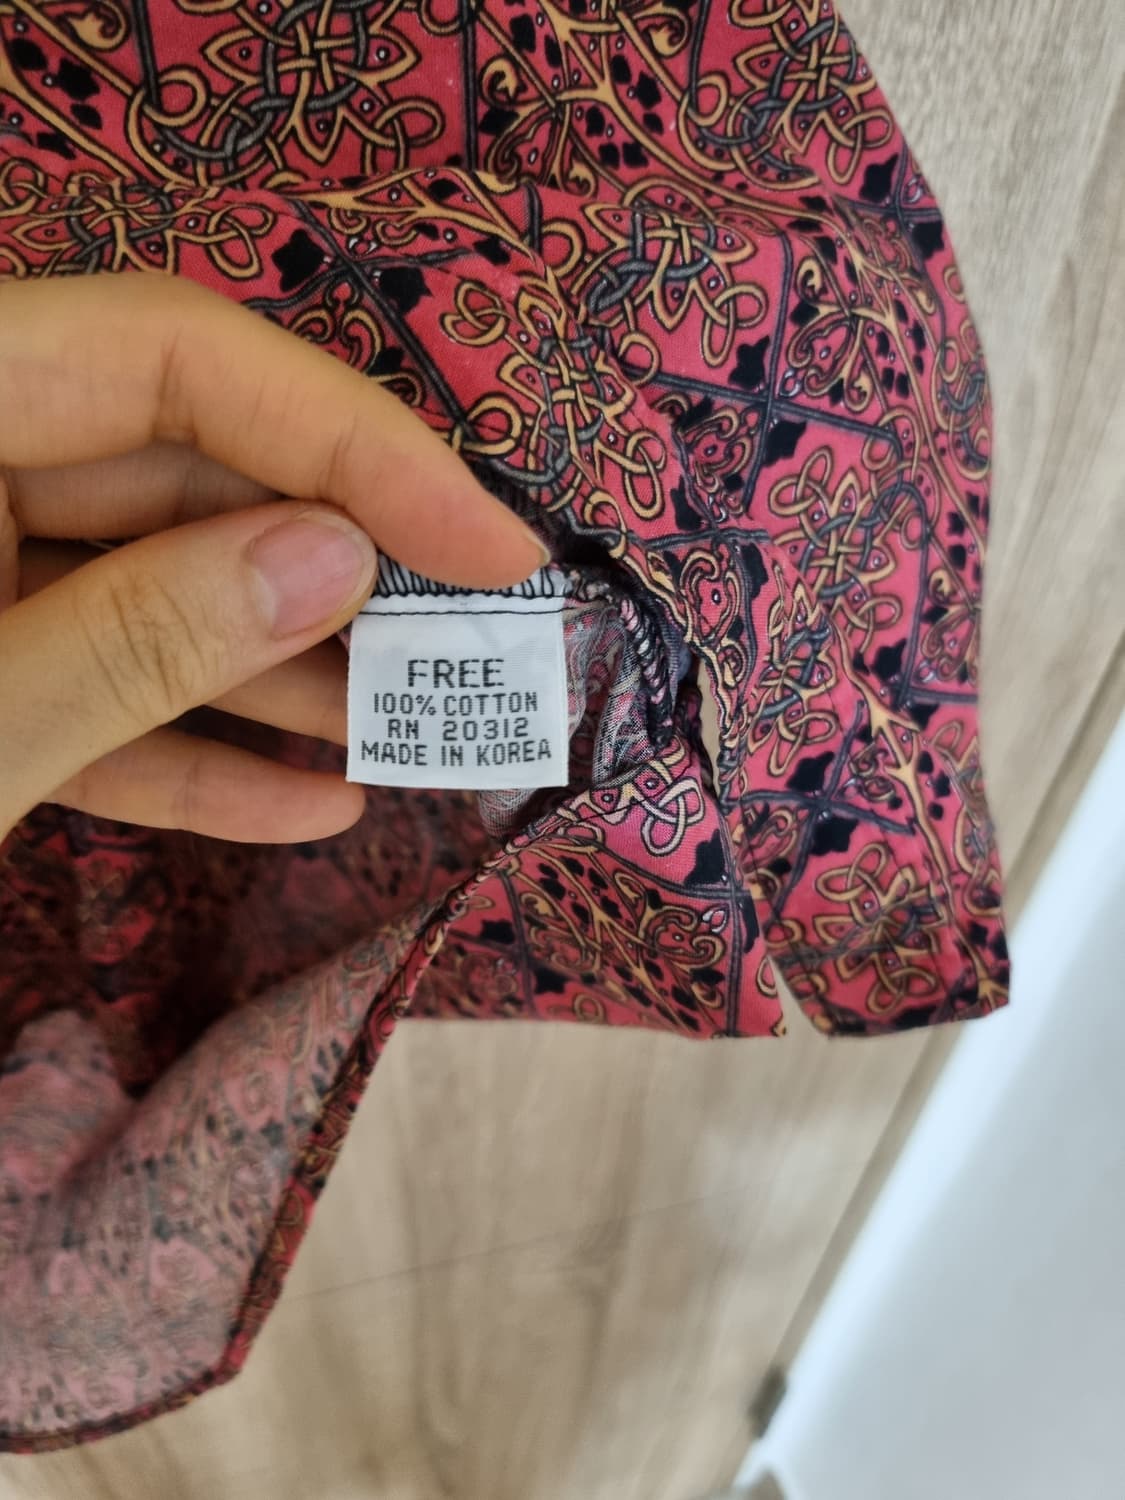 FREE
100% COTTON
RN 20312
MADE IN KOREA